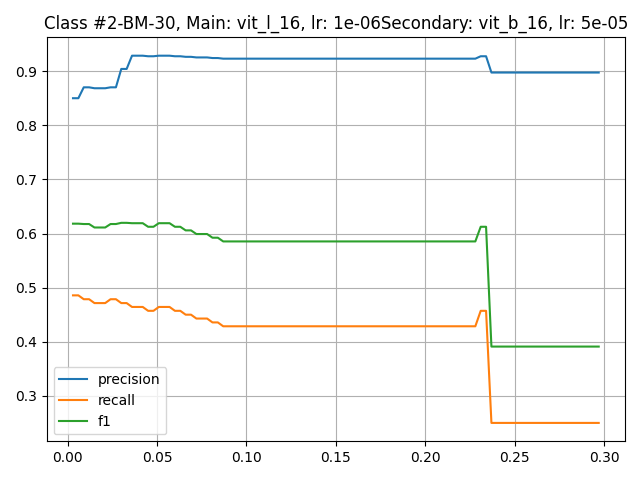 Class #2-BM-30, Main: vit_l_16, lr: 1e-06Secondary: vit_b_16, lr: 5e-05
0.9
0.8
0.7
0.6
0.5
0.4
0.3
precision
recall
f1
0.00 0.05 0.10 0.15 0.20 0.25 0.30